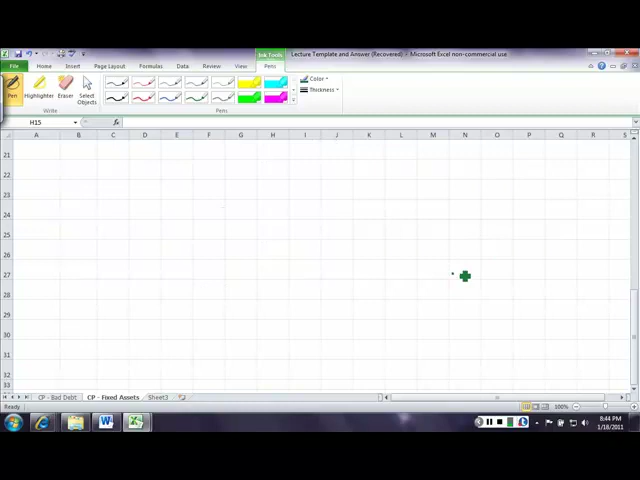 Ink Tools
Lecture Template and Answer (Recovered) - Microsoft Excel non-commercial use
File Home Insert Page Layout Formulas Data Review View Pens
Pen Highlighter Eraser Select Objects
Color
Thickness
Write Pens
H15 fx
A B C D E F G H I J K L M N O P Q R S
21
22
23
24
25
26
27
28
29
30
31
32
33
CP - Bad Debt CP - Fixed Assets Sheet3
Ready 100%
8:44 PM
1/18/2011